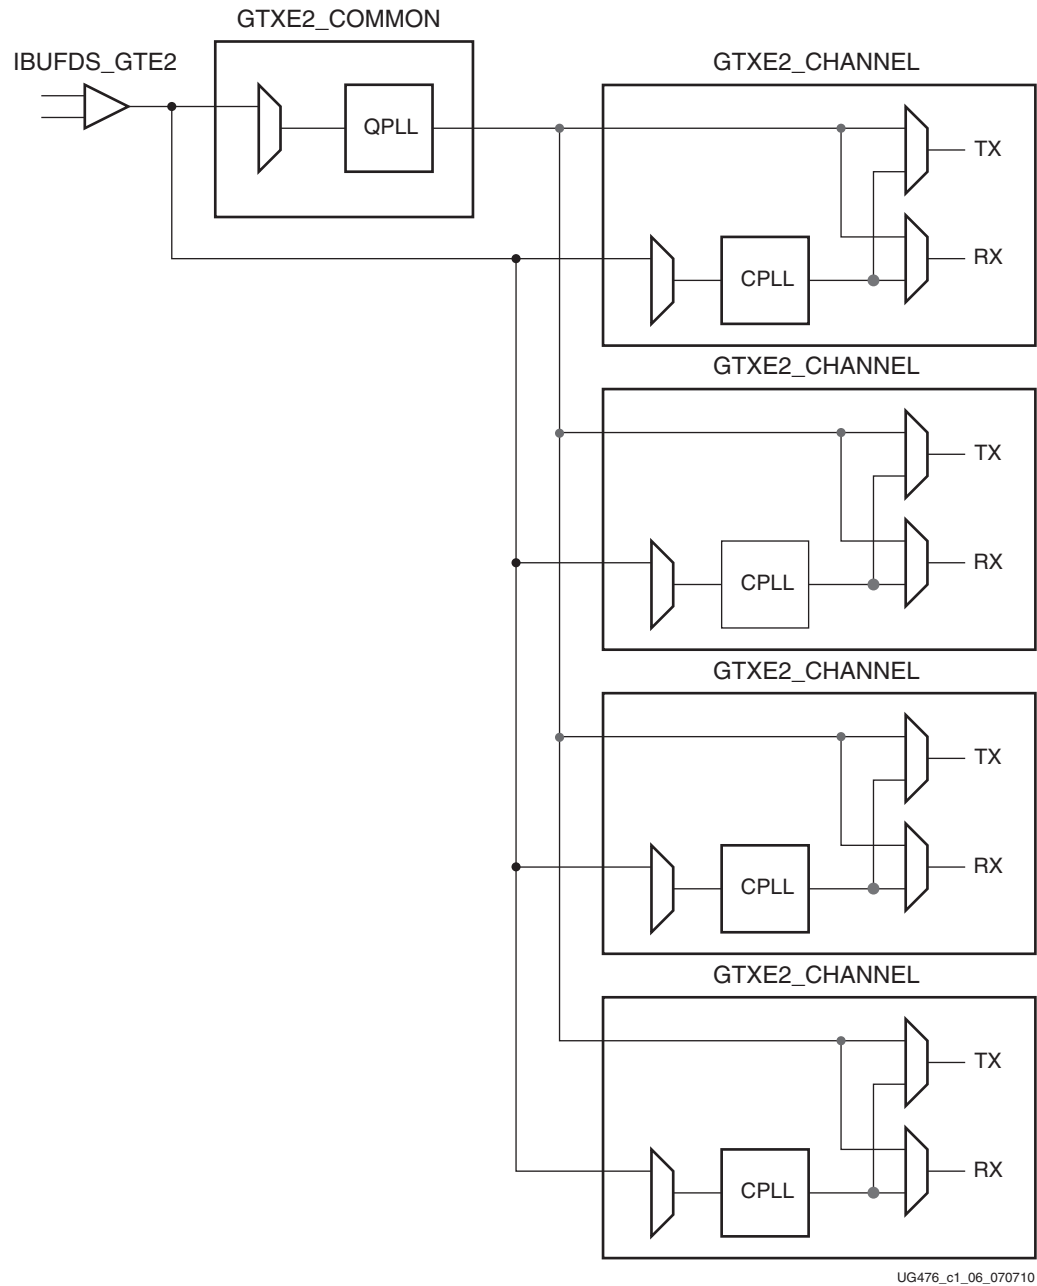 GTXE2_COMMON
IBUFDS_GTE2
QPLL
GTXE2_CHANNEL
TX
RX
CPLL
GTXE2_CHANNEL
TX
RX
CPLL
GTXE2_CHANNEL
TX
RX
CPLL
GTXE2_CHANNEL
TX
RX
CPLL
UG476_c1_06_070710